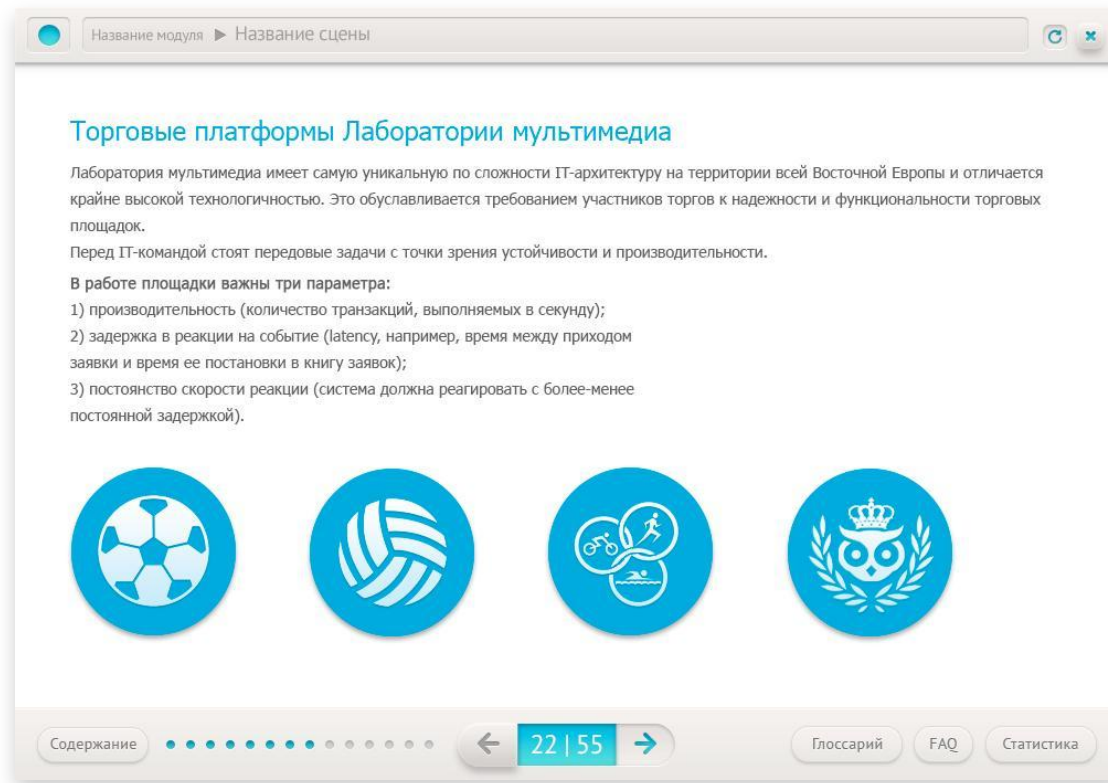 Название модуля ▶ Название сцены
Торговые платформы Лаборатории мультимедиа
Лаборатория мультимедиа имеет самую уникальную по сложности IT-архитектуру на территории всей Восточной Европы и отличается
крайне высокой технологичностью. Это обуславливается требованием участников торгов к надежности и функциональности торговых
площадок.
Перед IT-командой стоят передовые задачи с точки зрения устойчивости и производительности.
В работе площадки важны три параметра:
1) производительность (количество транзакций, выполняемых в секунду);
2) задержка в реакции на событие (latency, например, время между приходом
заявки и время ее постановки в книгу заявок);
3) постоянство скорости реакции (система должна реагировать с более-менее
постоянной задержкой).
Содержание
22 | 55
Глоссарий
FAQ
Статистика